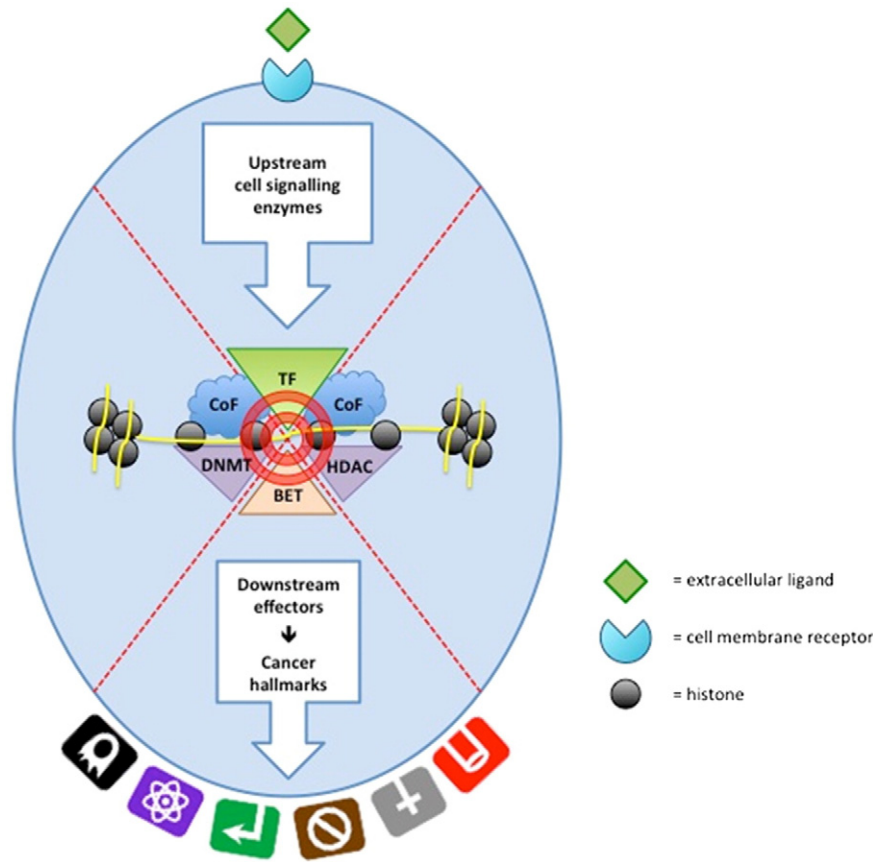 Upstream
cell signalling
enzymes
TF
CoF
CoF
DNMT
HDAC
BET
Downstream
effectors
Cancer
hallmarks
= extracellular ligand
= cell membrane receptor
= histone